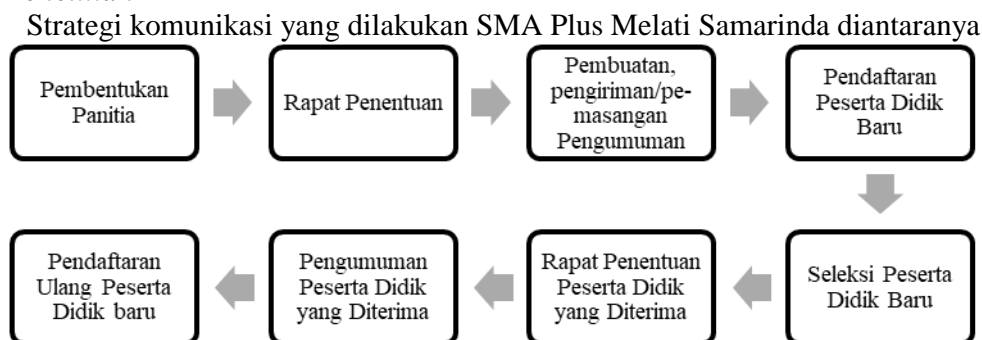 Strategi komunikasi yang dilakukan SMA Plus Melati Samarinda diantaranya
Pembentukan
Panitia
Rapat Penentuan
Pembuatan,
pengiriman/pe-
masangan
Pengumuman
Pendaftaran
Peserta Didik
Baru
Seleksi Peserta
Didik Baru
Rapat Penentuan
Peserta Didik
yang Diterima
Pengumuman
Peserta Didik
yang Diterima
Pendaftaran
Ulang Peserta
Didik baru